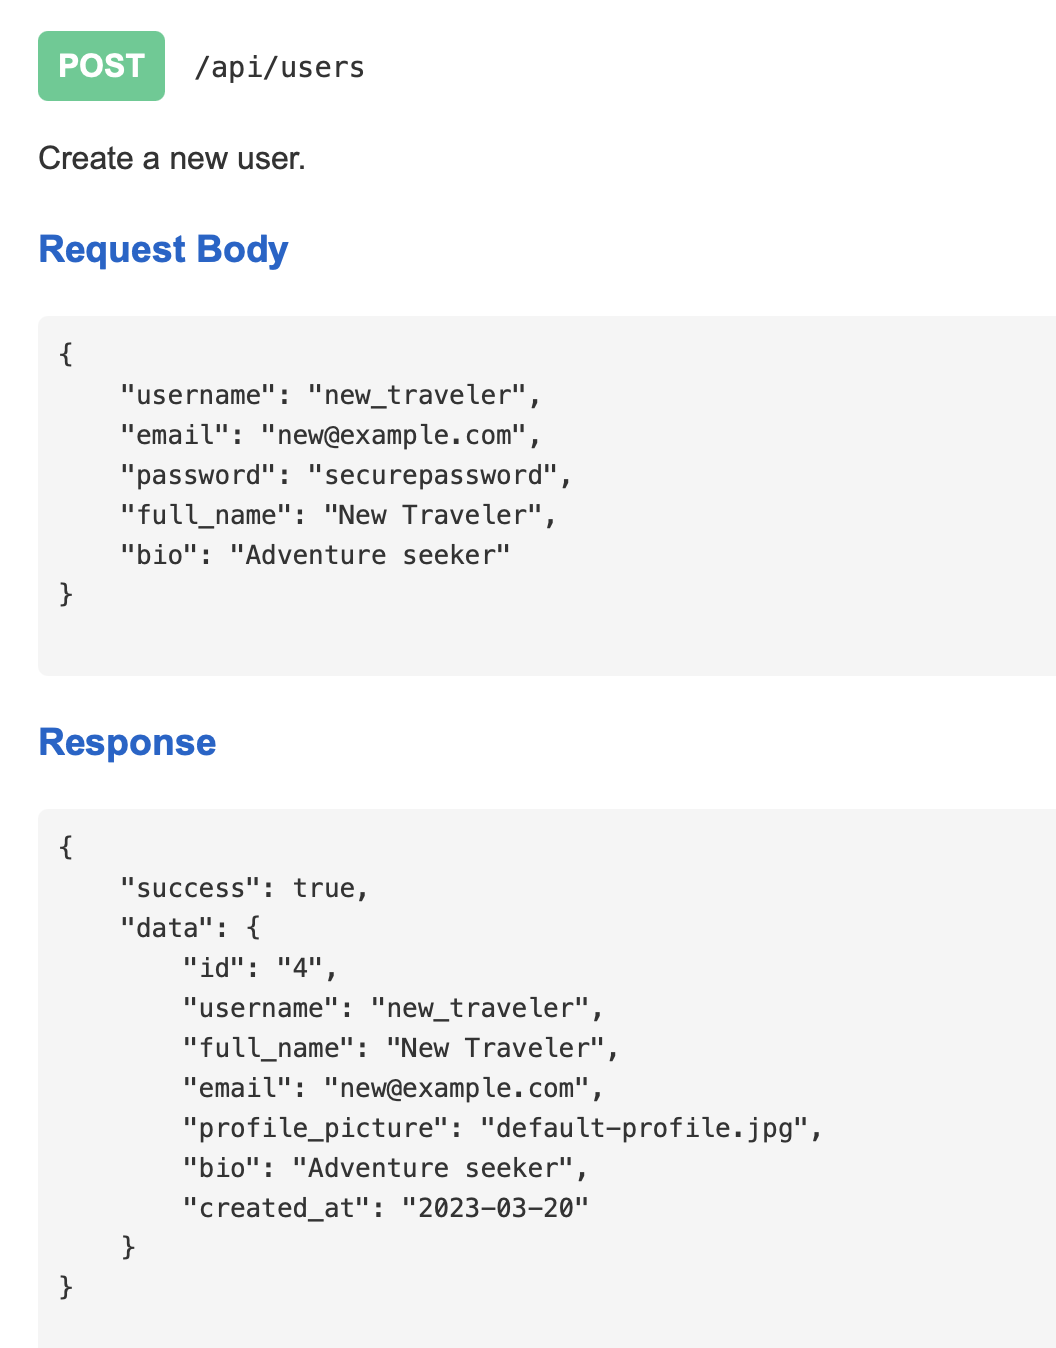 POST /api/users
Create a new user.
Request Body
{
    "username": "new_traveler",
    "email": "new@example.com",
    "password": "securepassword",
    "full_name": "New Traveler",
    "bio": "Adventure seeker"
}
Response
{
    "success": true,
    "data": {
        "id": "4",
        "username": "new_traveler",
        "full_name": "New Traveler",
        "email": "new@example.com",
        "profile_picture": "default-profile.jpg",
        "bio": "Adventure seeker",
        "created_at": "2023-03-20"
    }
}